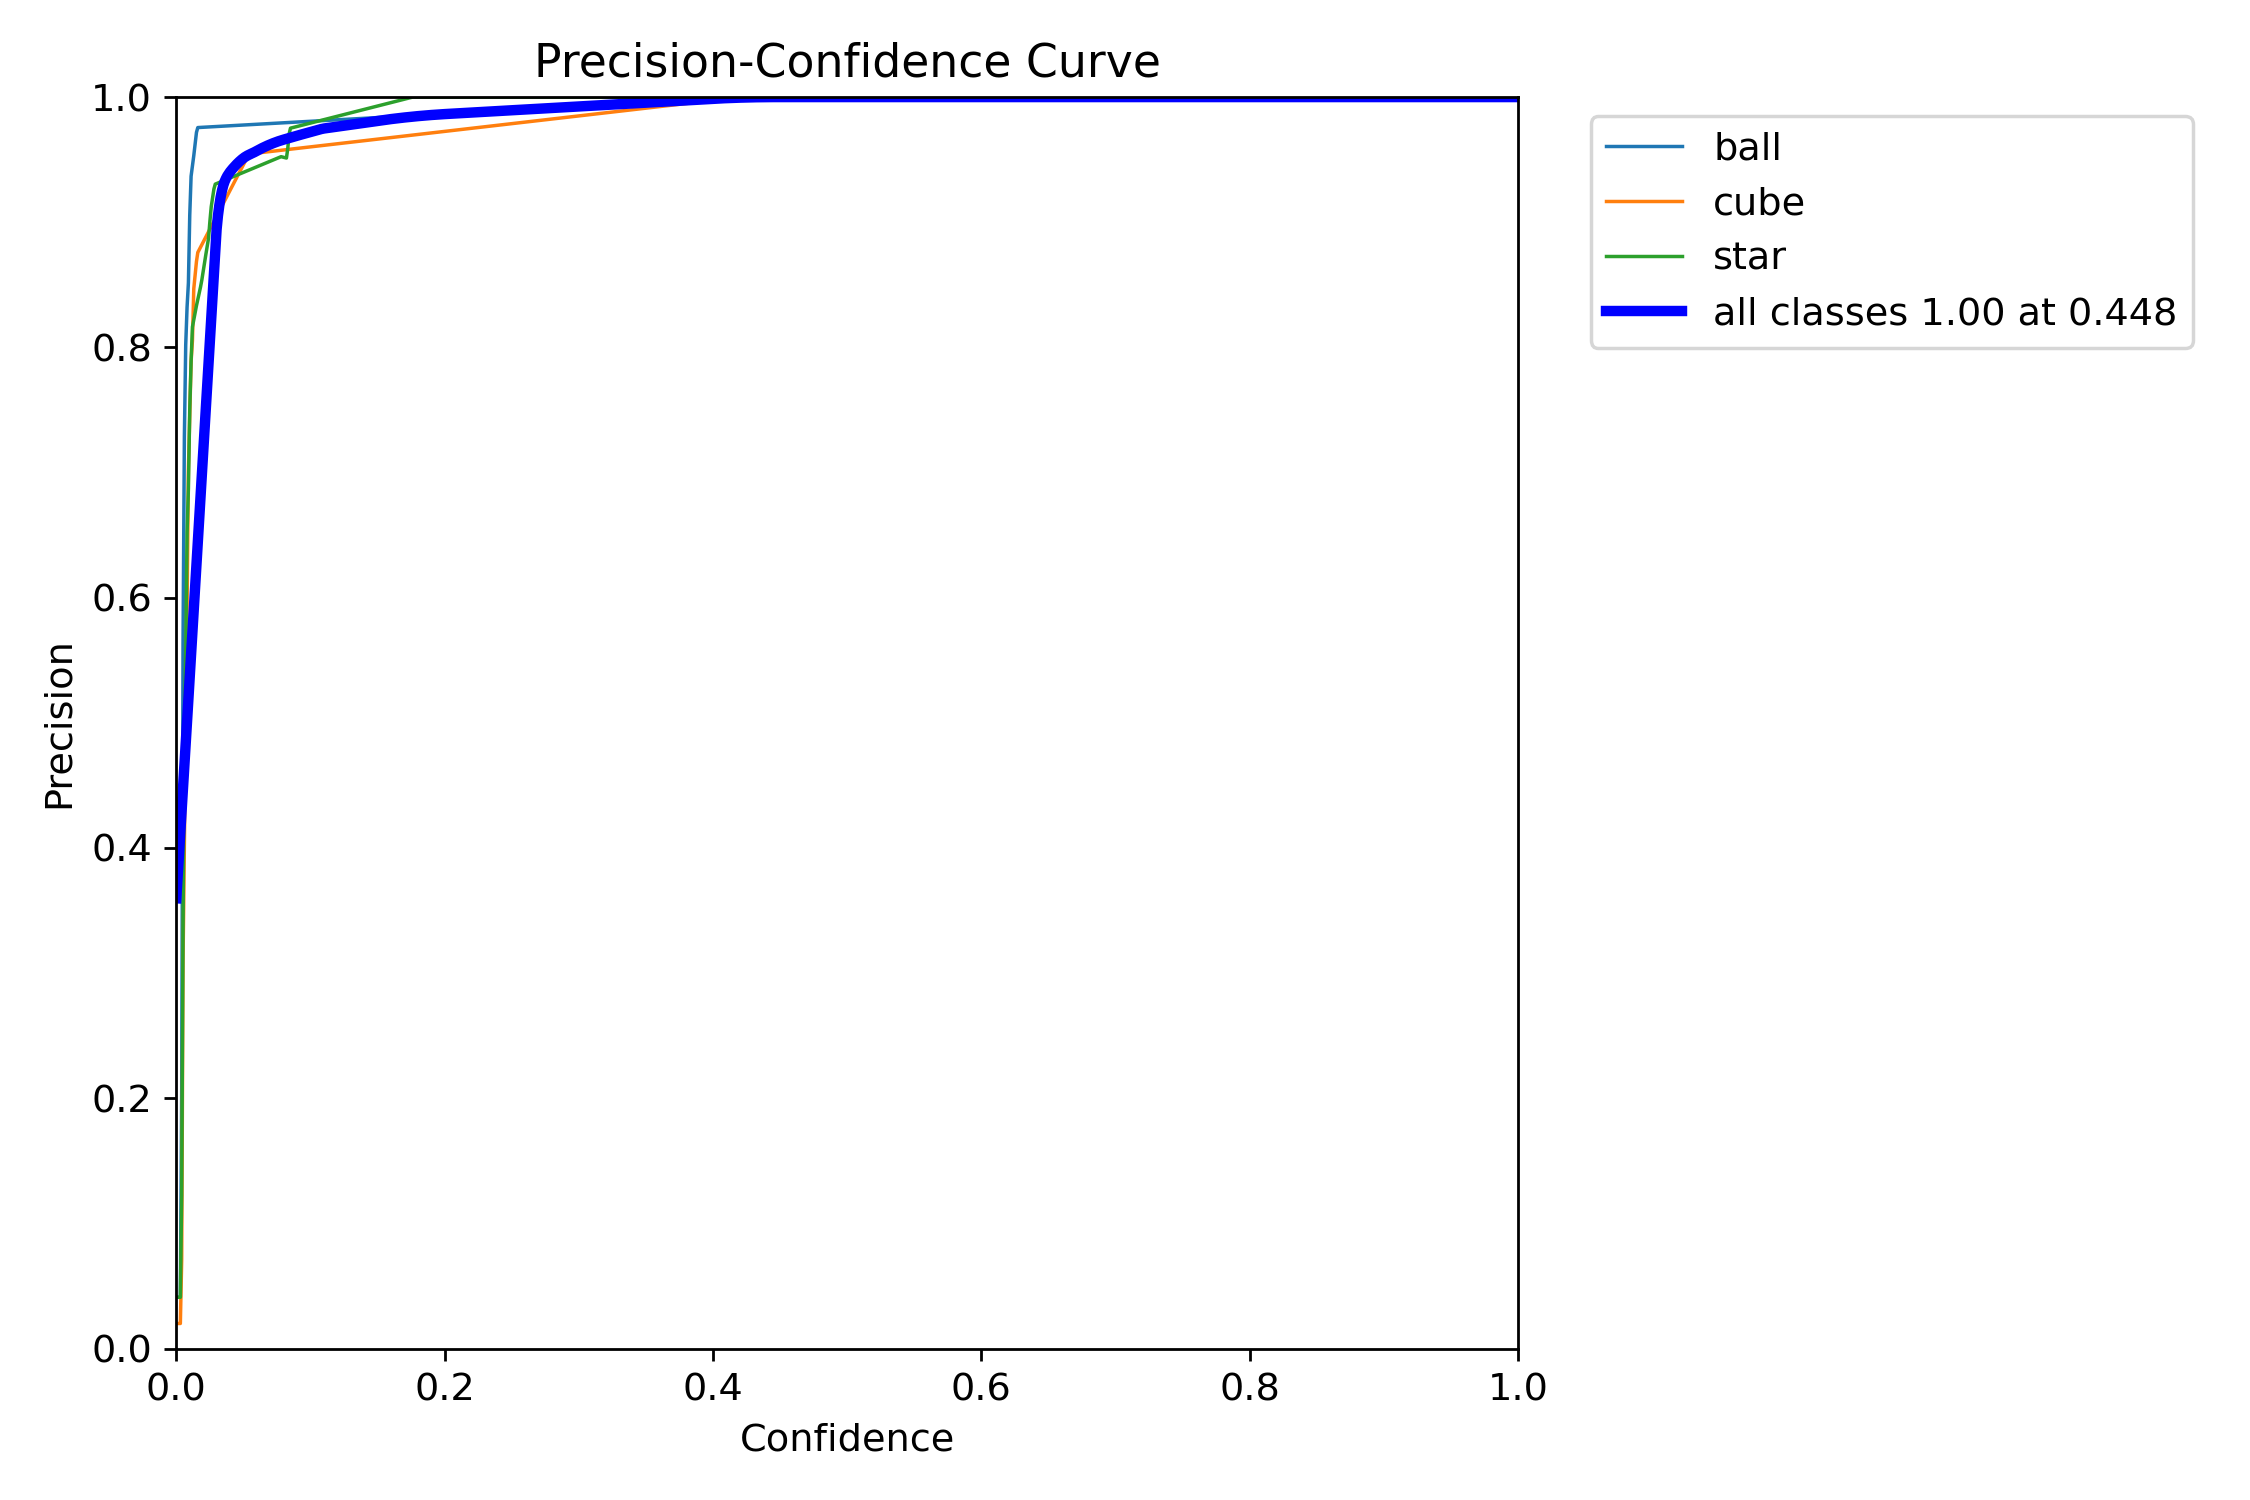 Precision-Confidence Curve
1.0
0.8
0.6
0.4
0.2
0.0
Precision
0.0 0.2 0.4 0.6 0.8 1.0
Confidence
ball
cube
star
all classes 1.00 at 0.448